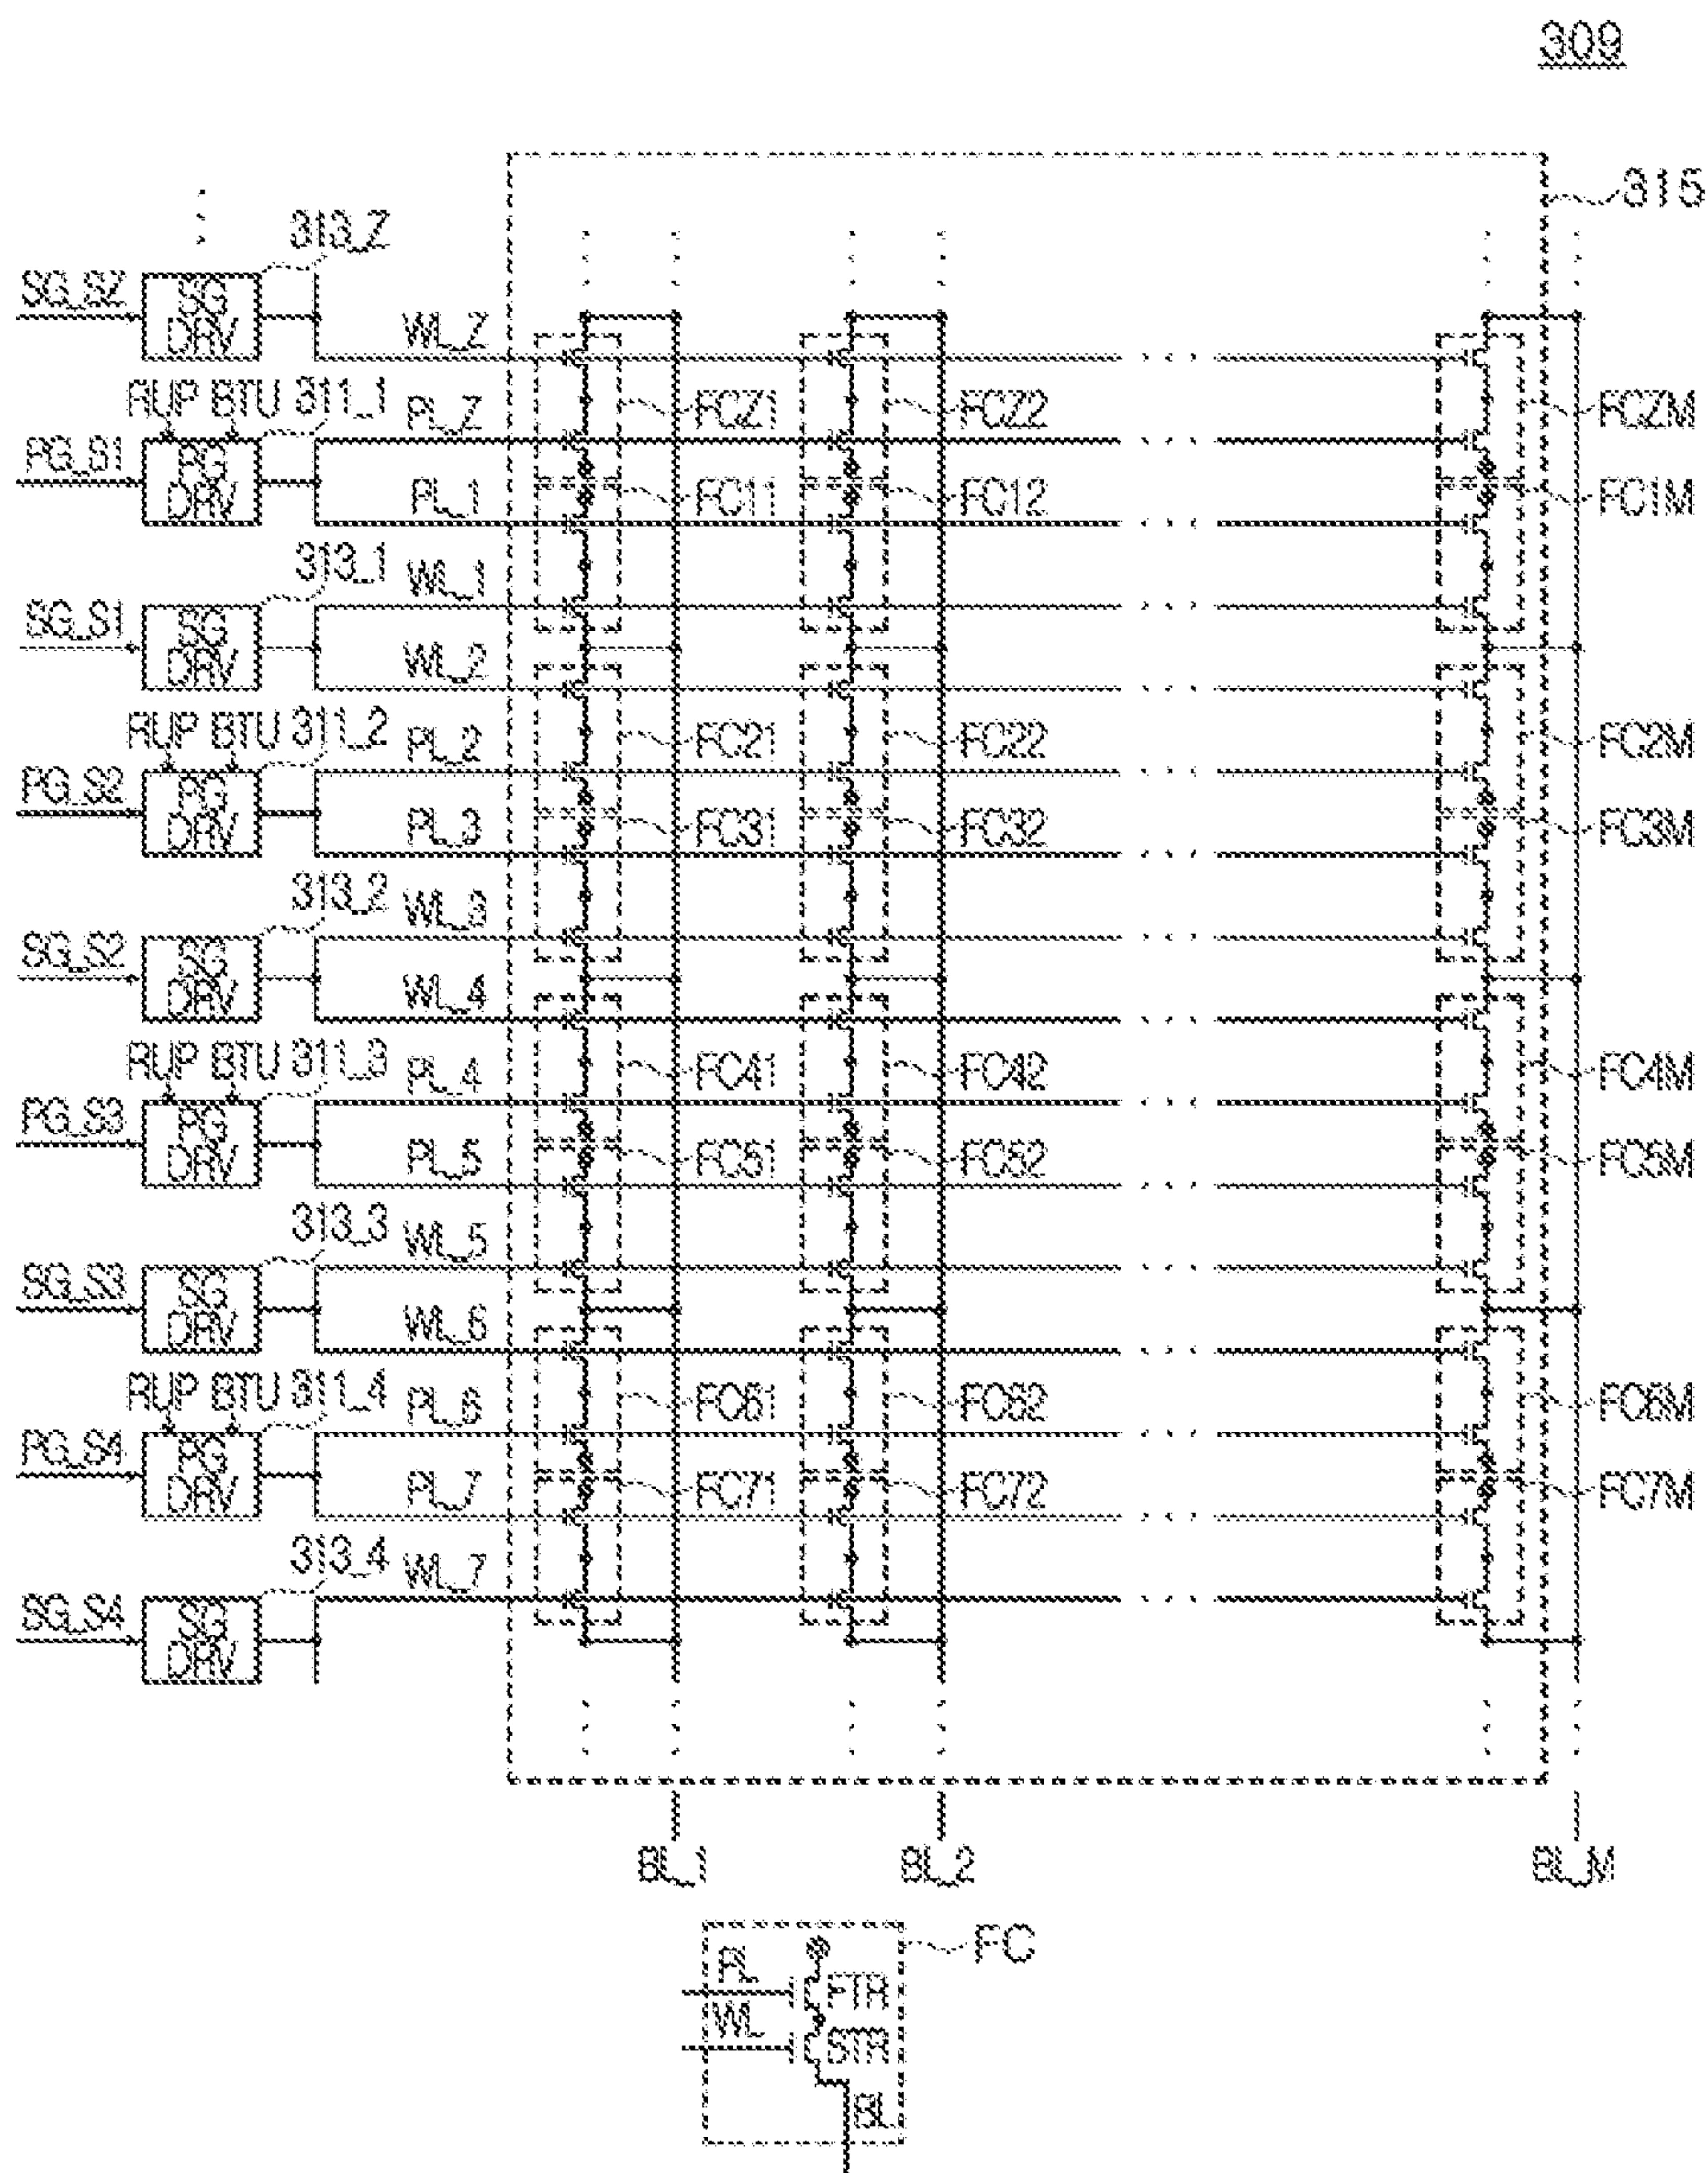 309
315
313_Z
SG_SZ
SG DRV
WL_Z
RUP BTU 311_1
PL_Z
FCZ1 FCZ2 FCZM
PG_S1
PG DRV
PL_1
FC11 FC12 FC1M
313_1
WL_1
SG_S1
SG DRV
WL_2
RUP BTU 311_2
PL_2
FC21 FC22 FC2M
PG_S2
PG DRV
PL_3
FC31 FC32 FC3M
313_2
WL_3
SG_S2
SG DRV
WL_4
RUP BTU 311_3
PL_4
FC41 FC42 FC4M
PG_S3
PG DRV
PL_5
FC51 FC52 FC5M
313_3
WL_5
SG_S3
SG DRV
WL_6
RUP BTU 311_4
PL_6
FC61 FC62 FC6M
PG_S4
PG DRV
PL_7
FC71 FC72 FC7M
313_4
WL_7
SG_S4
SG DRV
BL_1 BL_2 BL_M
FC
PL
FTR
WL
STR
BL